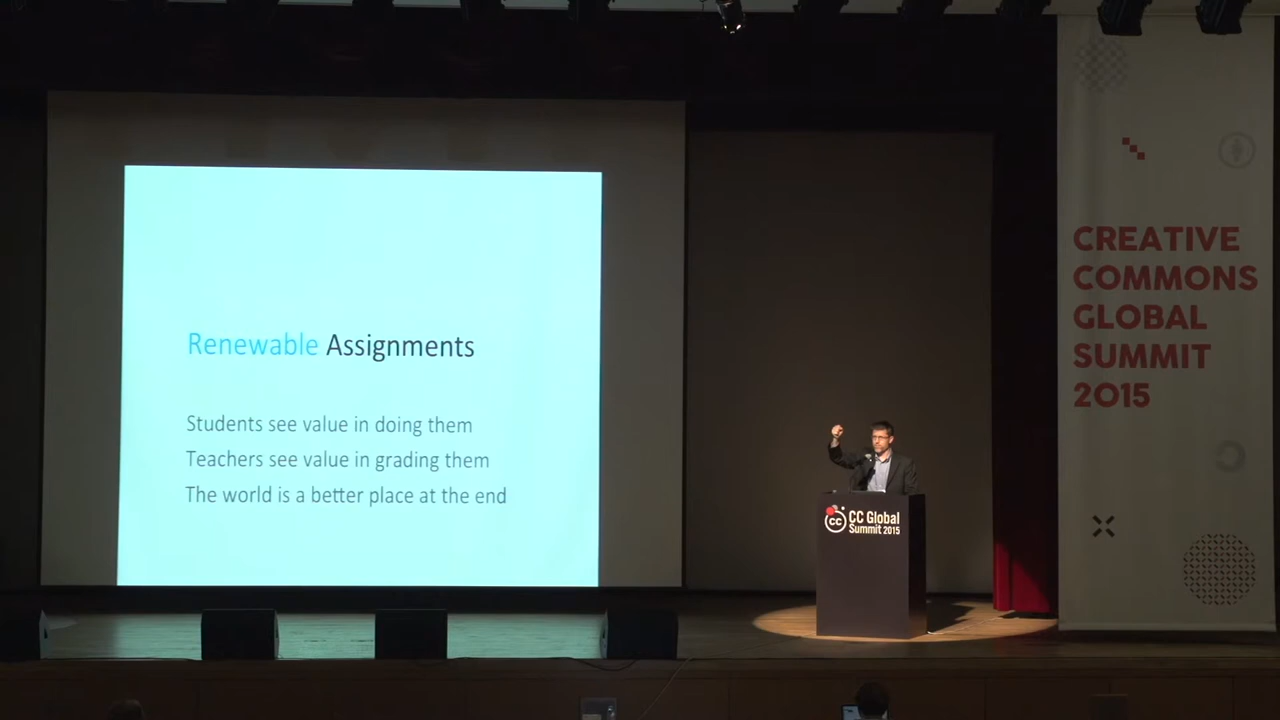 Renewable Assignments
Students see value in doing them
Teachers see value in grading them
The world is a better place at the end
CC Global
Summit 2015
CC
CREATIVE
COMMONS
GLOBAL
SUMMIT
2015